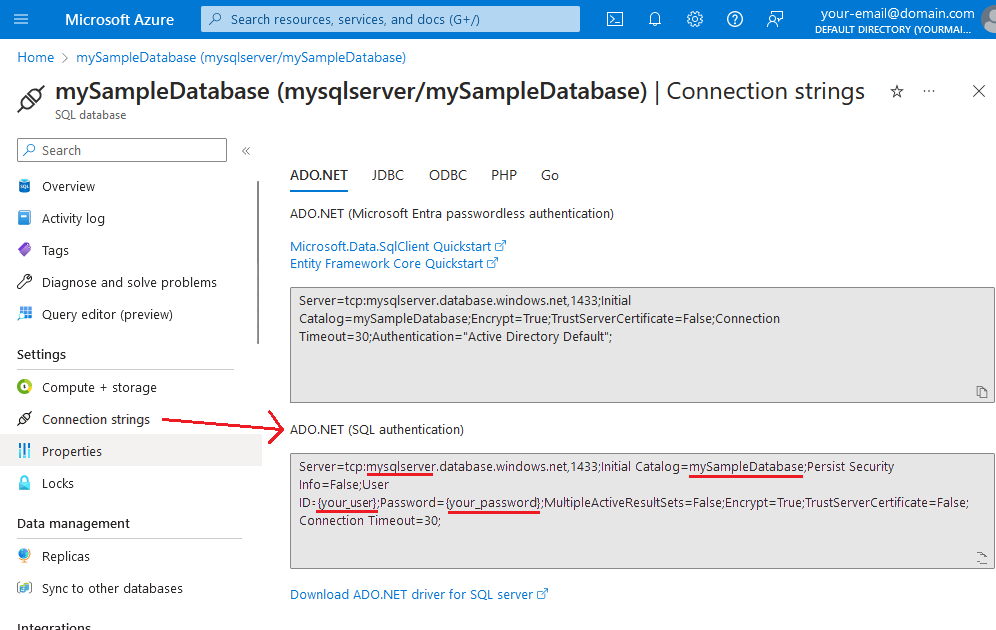 Microsoft Azure
Search resources, services, and docs (G+/)
your-email@domain.com
DEFAULT DIRECTORY (YOURMAI...
Home > mySampleDatabase (mysqlserver/mySampleDatabase)
mySampleDatabase (mysqlserver/mySampleDatabase) | Connection strings
SQL database
Search
Overview
Activity log
Tags
Diagnose and solve problems
Query editor (preview)
Settings
Compute + storage
Connection strings
Properties
Locks
Data management
Replicas
Sync to other databases
Integrations
ADO.NET JDBC ODBC PHP Go
ADO.NET (Microsoft Entra passwordless authentication)
Microsoft.Data.SqlClient Quickstart
Entity Framework Core Quickstart
Server=tcp:mysqlserver.database.windows.net,1433;Initial
Catalog=mySampleDatabase;Encrypt=True;TrustServerCertificate=False;Connection
Timeout=30;Authentication="Active Directory Default";
ADO.NET (SQL authentication)
Server=tcp:mysqlserver.database.windows.net,1433;Initial Catalog=mySampleDatabase;Persist Security
Info=False;User
ID={your_user};Password={your_password};MultipleActiveResultSets=False;Encrypt=True;TrustServerCertificate=False;
Connection Timeout=30;
Download ADO.NET driver for SQL server